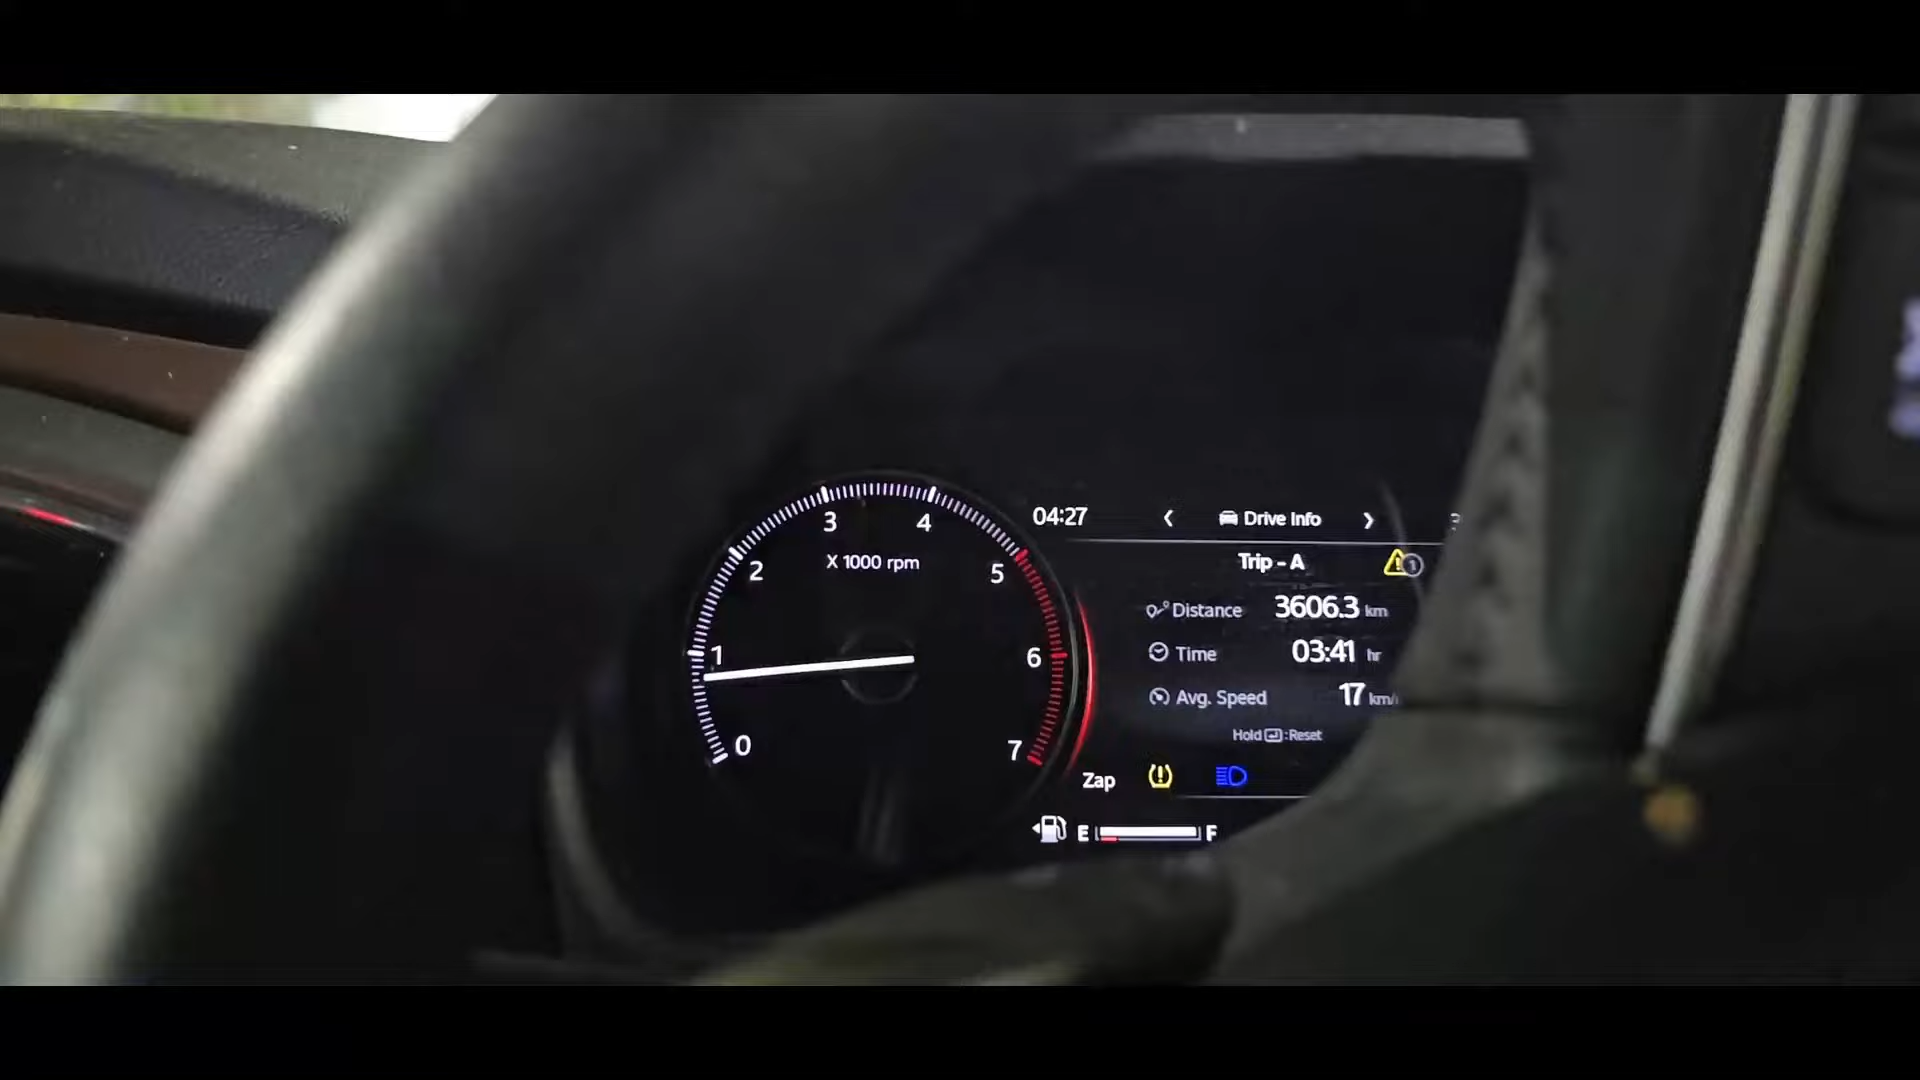 3 4
2 X 1000 rpm 5
1 6
0 7
04:27 Drive Info
Trip - A
1
Distance 3606.3 km
Time 03:41 hr
Avg. Speed 17
Hold :Reset
Zap
E F